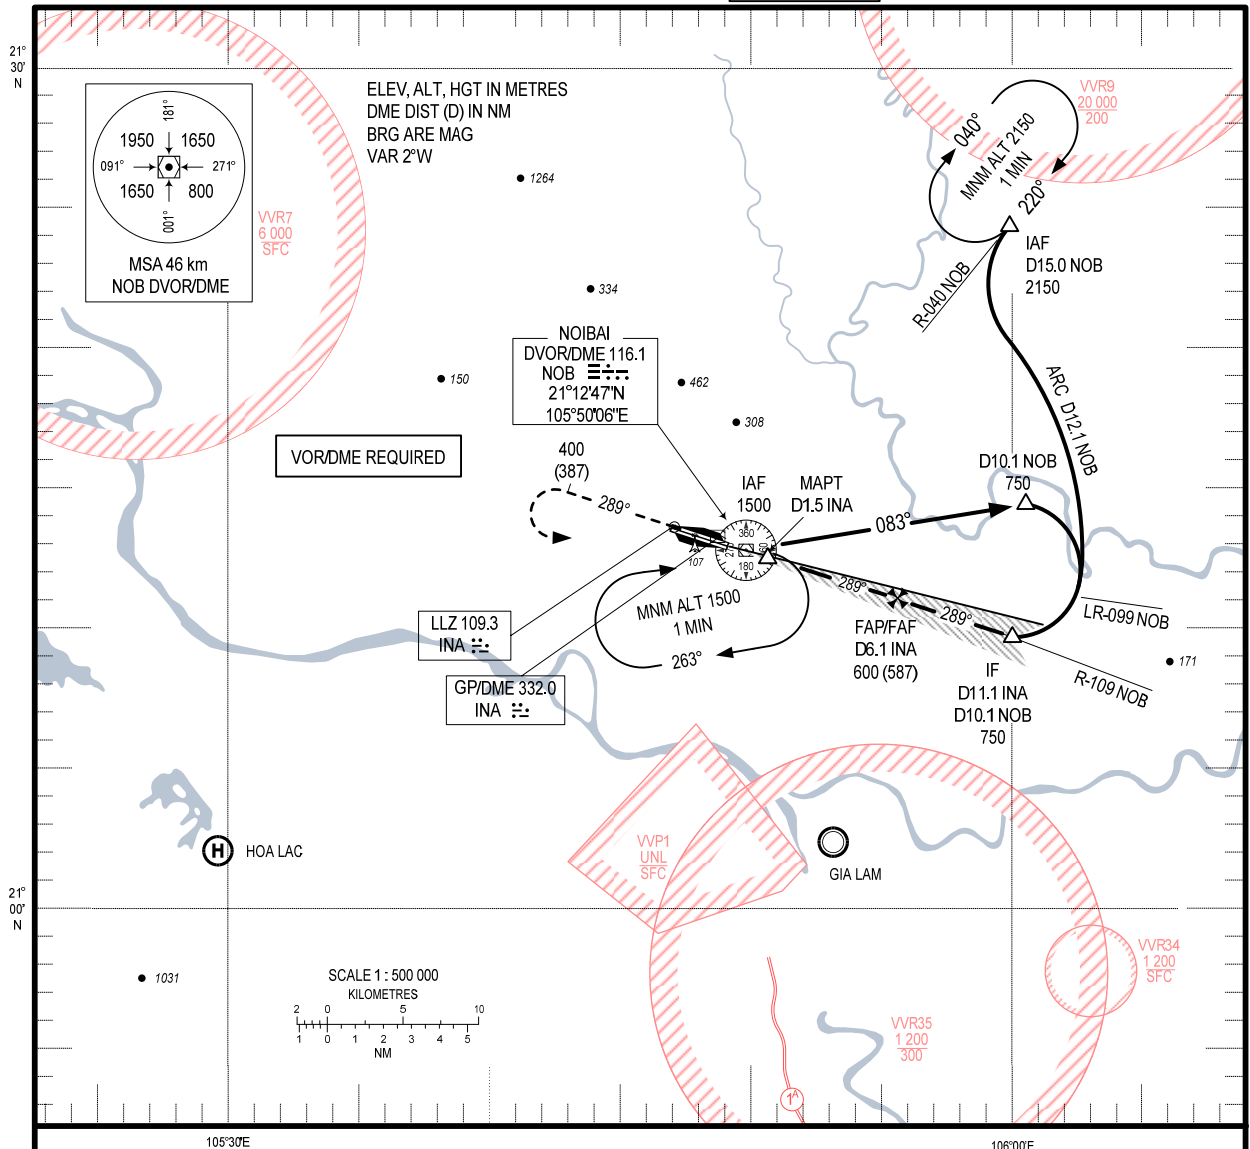 21°
30'
N
ELEV, ALT, HGT IN METRES
DME DIST (D) IN NM
BRG ARE MAG
VAR 2°W
181°
1950 1650
091° 271°
1650 800
001°
MSA 46 km
NOB DVOR/DME
VVR7
6 000
SFC
1264
334
150
462
308
VVR9
20 000
200
040°
MNM ALT 2150
1 MIN
220°
IAF
D15.0 NOB
2150
R-040 NOB
ARC D12.1 NOB
NOIBAI
DVOR/DME 116.1
NOB
21°12'47"N
105°50'06"E
VOR/DME REQUIRED
400
(387)
289°
IAF
1500
MAPT
D1.5 INA
D10.1 NOB
750
083°
360
180
107
289°
289°
MNM ALT 1500
1 MIN
263°
LLZ 109.3
INA
GP/DME 332.0
INA
FAP/FAF
D6.1 INA
600 (587)
IF
D11.1 INA
D10.1 NOB
750
LR-099 NOB
R-109 NOB
171
HOA LAC
H
VVP1
UNL
SFC
GIA LAM
21°
00'
N
1031
SCALE 1 : 500 000
KILOMETRES
2 0 5 10
1 0 1 2 3 4 5
NM
VVR34
1 200
SFC
VVR35
1 200
300
1A
105°30'E
106°00'E